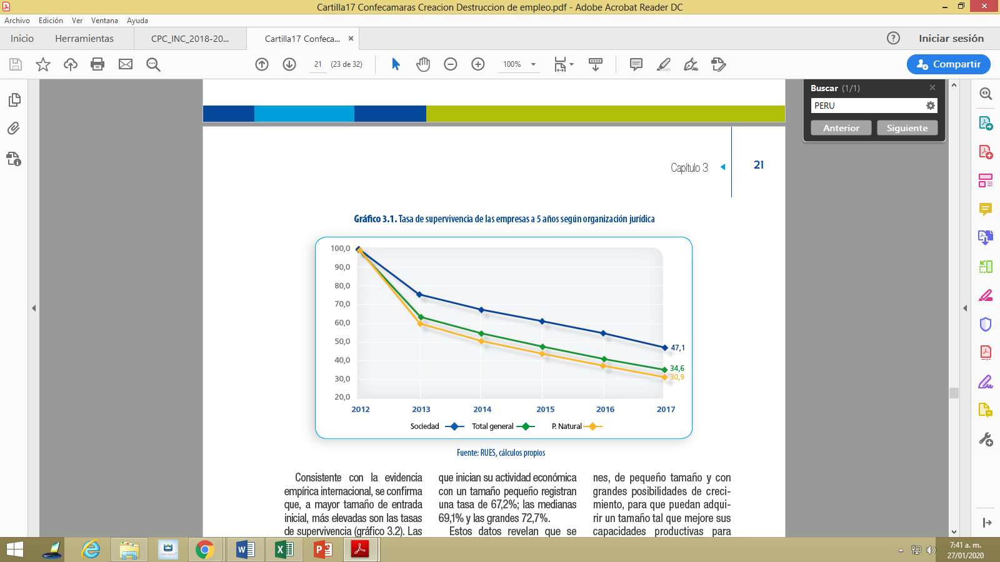 Cartilla17 Confecamaras Creacion Destruccion de empleo.pdf - Adobe Acrobat Reader DC
Archivo Edición Ver Ventana Ayuda
Inicio Herramientas CPC_INC_2018-20... Cartilla17 Confeca... × Iniciar sesión
21 (23 de 32) 100% Compartir
Buscar (1/1)
PERU
Anterior Siguiente
Capítulo 3 21
Gráfico 3.1. Tasa de supervivencia de las empresas a 5 años según organización jurídica
100,0
90,0
80,0
70,0
60,0
50,0
40,0
30,0
20,0
47,1
34,6
30,9
2012 2013 2014 2015 2016 2017
Sociedad Total general P. Natural
Fuente: RUES, cálculos propios
Consistente con la evidencia
empírica internacional, se confirma
que, a mayor tamaño de entrada
inicial, más elevadas son las tasas
de supervivencia (gráfico 3.2). Las
que inician su actividad económica
con un tamaño pequeño registran
una tasa de 67,2%; las medianas
69,1% y las grandes 72,7%.
Estos datos revelan que se
nes, de pequeño tamaño y con
grandes posibilidades de creci-
miento, para que puedan adqui-
rir un tamaño tal que mejore sus
capacidades productivas para
7:41 a. m.
27/01/2020